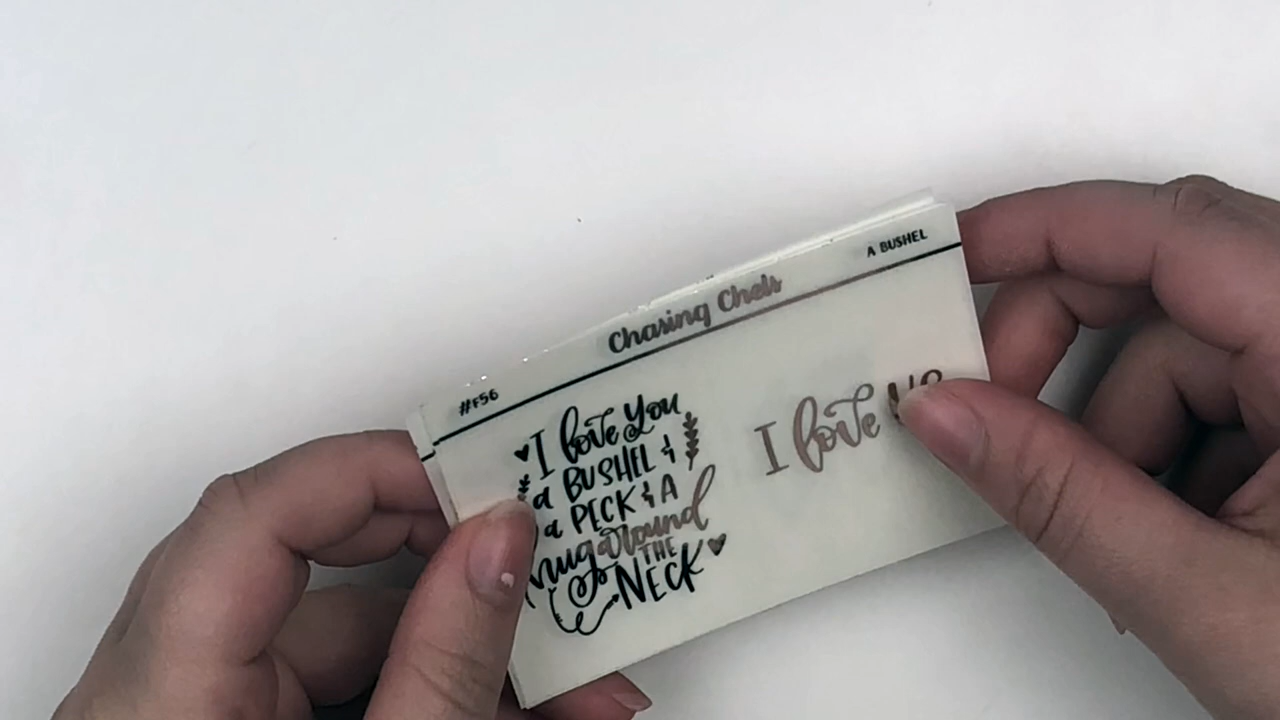 #F56
Chasing Chels
A BUSHEL
I love You
a BUSHEL &
a PECK & A
hug around
THE
NECK
I love